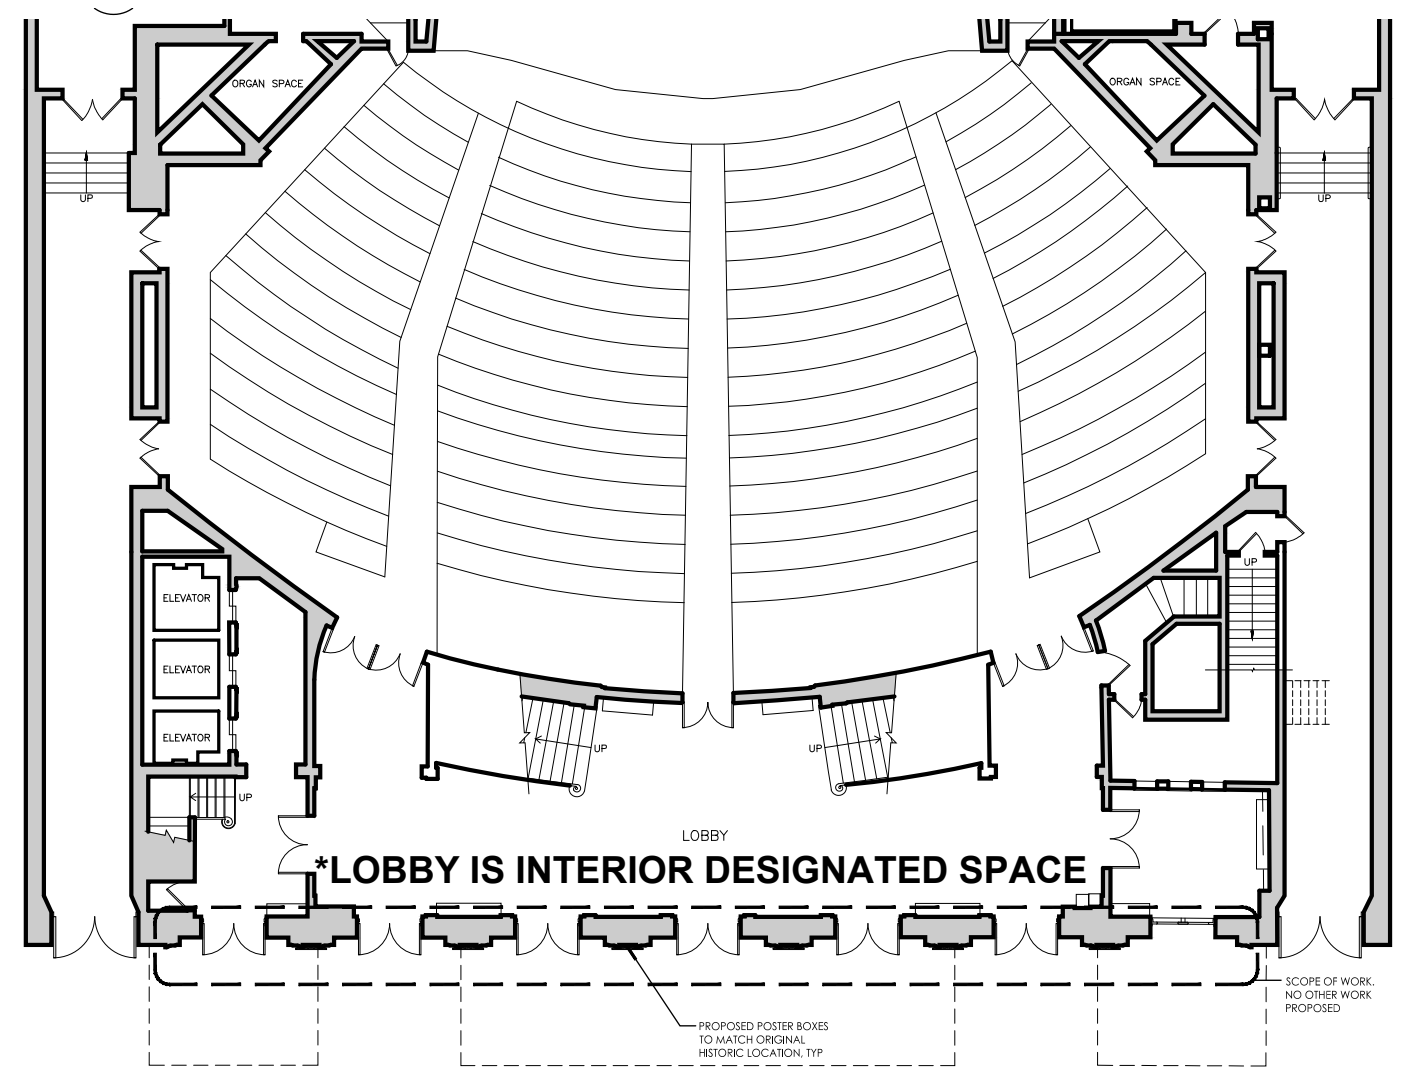 ORGAN SPACE
ORGAN SPACE
UP
UP
ELEVATOR
UP
ELEVATOR
ELEVATOR
UP
UP
UP
LOBBY
*LOBBY IS INTERIOR DESIGNATED SPACE
SCOPE OF WORK.
NO OTHER WORK
PROPOSED
PROPOSED POSTER BOXES
TO MATCH ORIGINAL
HISTORIC LOCATION, TYP